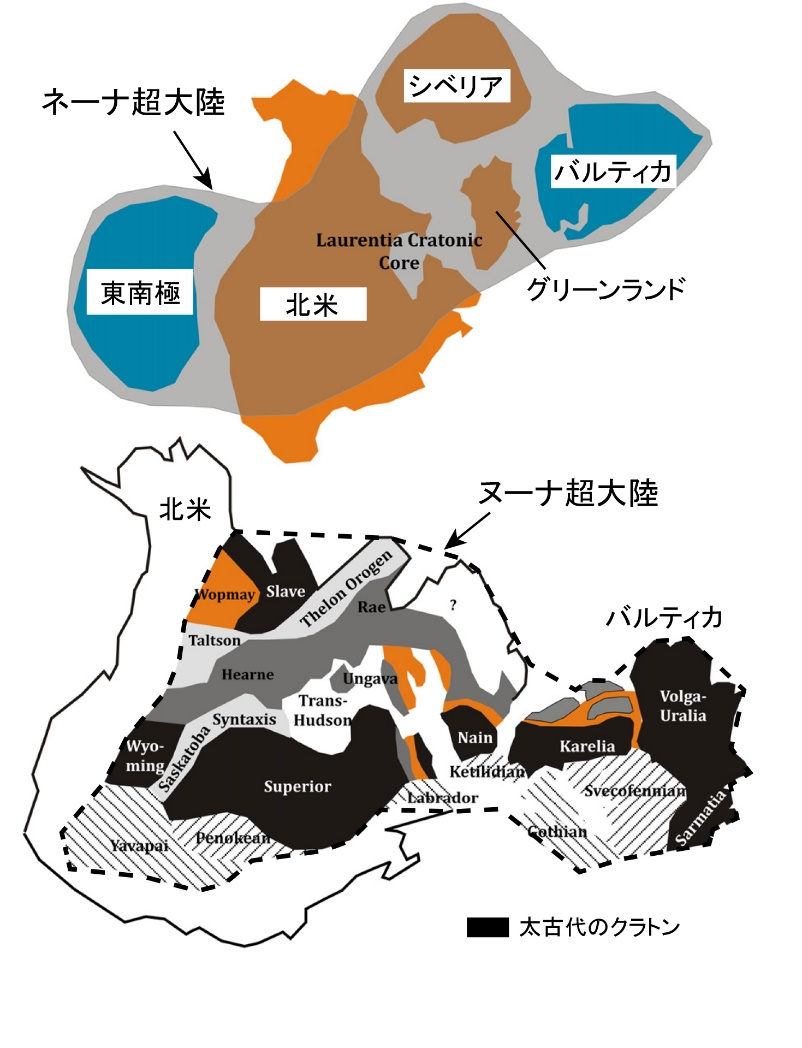 シベリア
ネーナ超大陸
バルティカ
Laurentia Cratonic
Core
東南極
北米
グリーンランド
ヌーナ超大陸
北米
Wopmay
Slave
Thelon Orogen
Rae
?
バルティカ
Taltson
Hearne
Ungava
Trans-
Hudson
Syntaxis
Saskatoba
Wyo-
ming
Superior
Nain
Karelia
Volga-
Uralia
Ketilidian
Labrador
Svecofennian
Sarmatia
Gothian
Penokean
Yavapai
太古代のクラトン